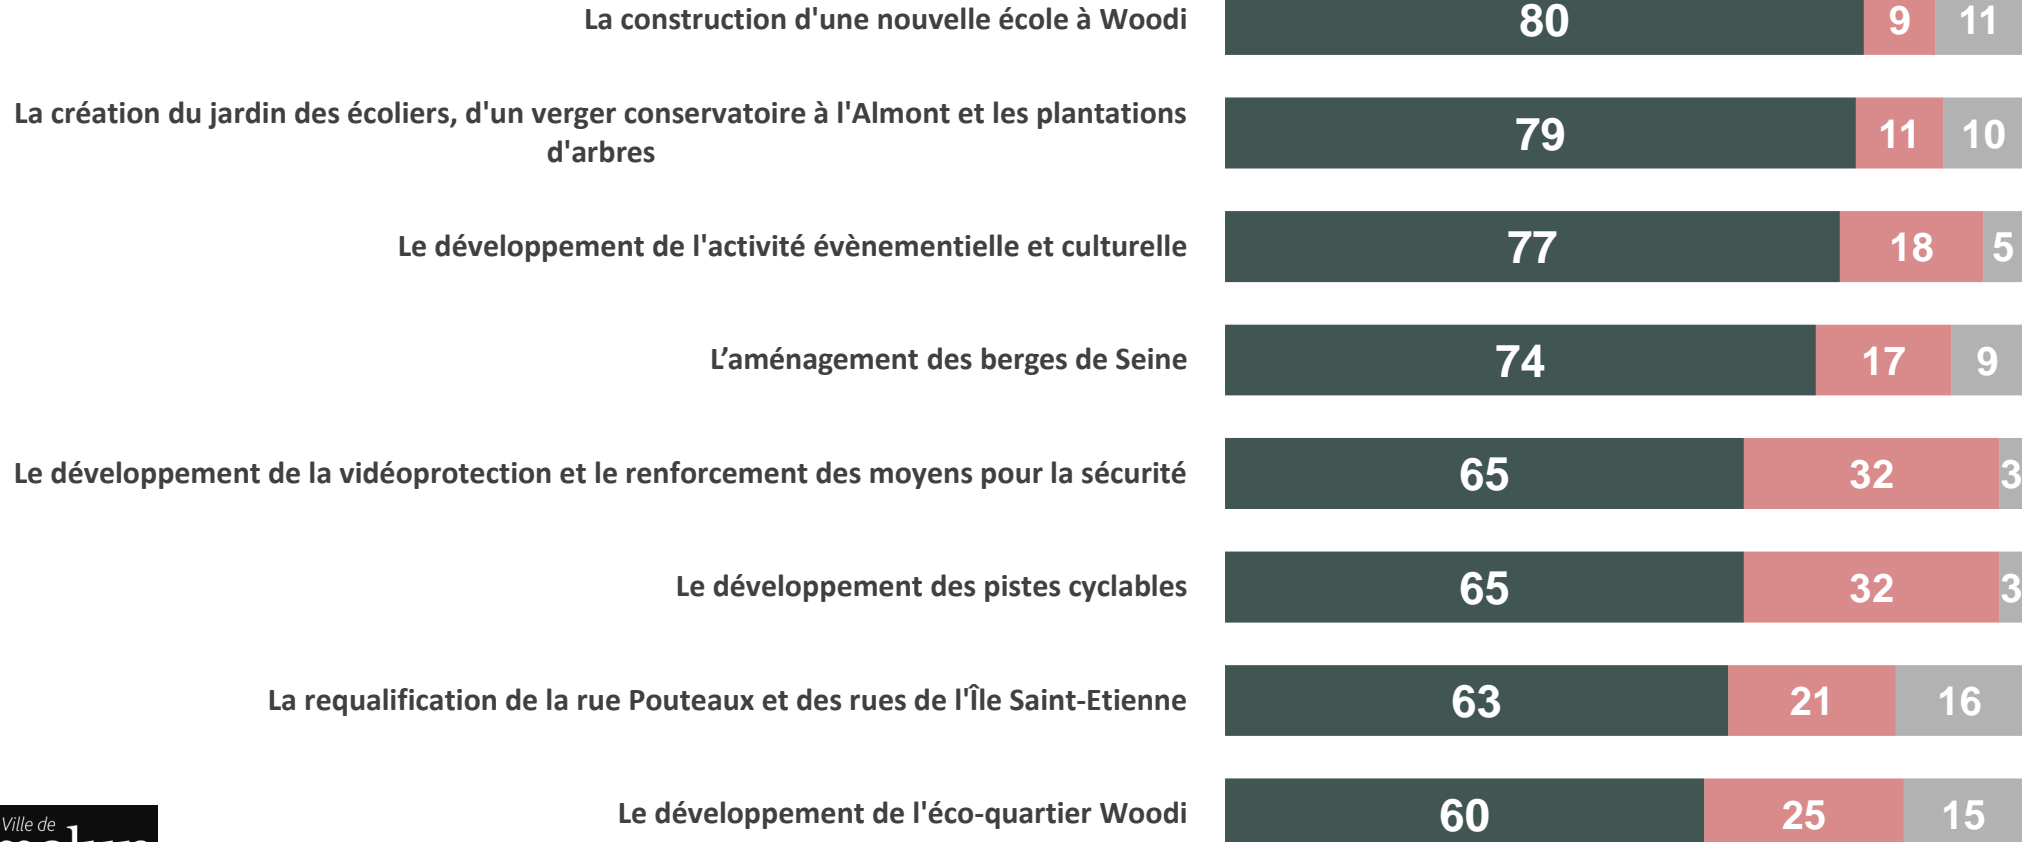 La construction d'une nouvelle école à Woodi 80 9 11
La création du jardin des écoliers, d'un verger conservatoire à l'Almont et les plantations
d'arbres
79 11 10
Le développement de l'activité évènementielle et culturelle 77 18 5
L’aménagement des berges de Seine 74 17 9
Le développement de la vidéoprotection et le renforcement des moyens pour la sécurité 65 32 3
Le développement des pistes cyclables 65 32 3
La requalification de la rue Pouteaux et des rues de l'Île Saint-Etienne 63 21 16
Le développement de l'éco-quartier Woodi 60 25 15
Ville de